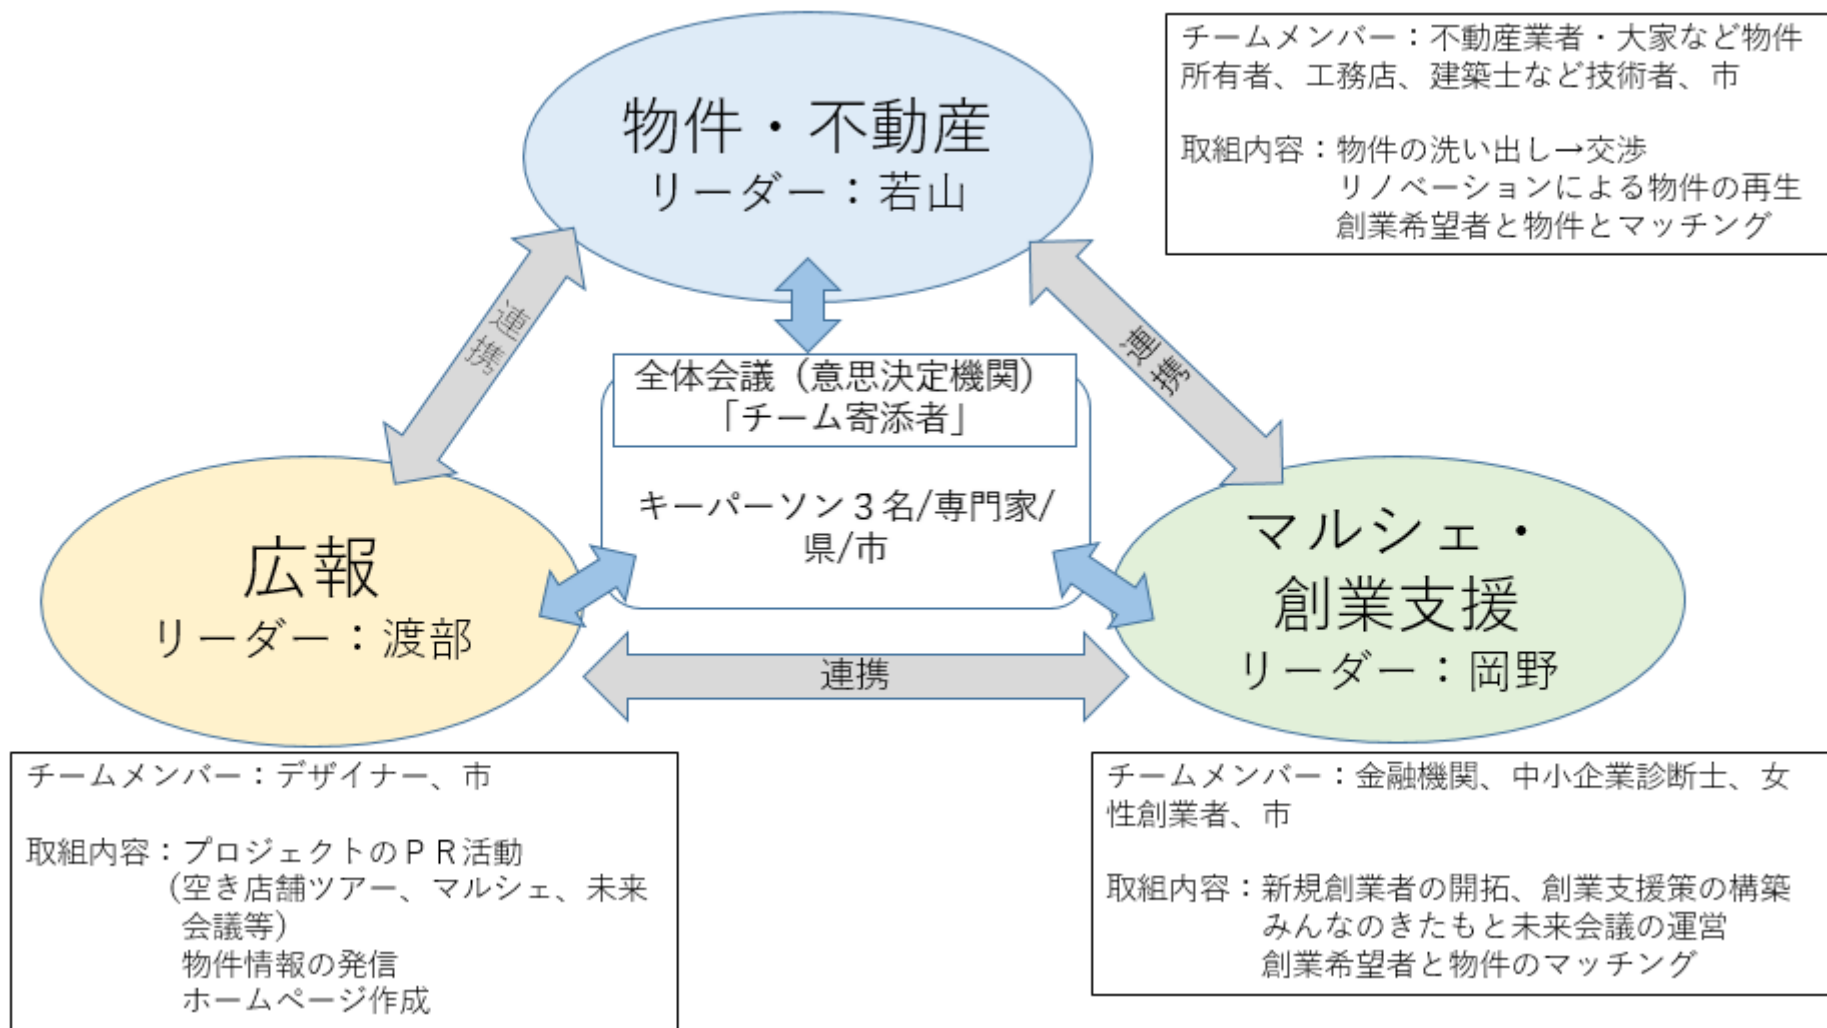 物件・不動産
リーダー：若山
チームメンバー：不動産業者・大家など物件
所有者、工務店、建築士など技術者、市
取組内容：物件の洗い出し→交渉
リノベーションによる物件の再生
創業希望者と物件とマッチング
連携
連携
全体会議（意思決定機関）
「チーム寄添者」
キーパーソン３名/専門家/
県/市
広報
リーダー：渡部
マルシェ・
創業支援
リーダー：岡野
連携
チームメンバー：デザイナー、市
取組内容：プロジェクトのＰＲ活動
(空き店舗ツアー、マルシェ、未来
会議等)
物件情報の発信
ホームページ作成
チームメンバー：金融機関、中小企業診断士、女
性創業者、市
取組内容：新規創業者の開拓、創業支援策の構築
みんなのきたもと未来会議の運営
創業希望者と物件のマッチング